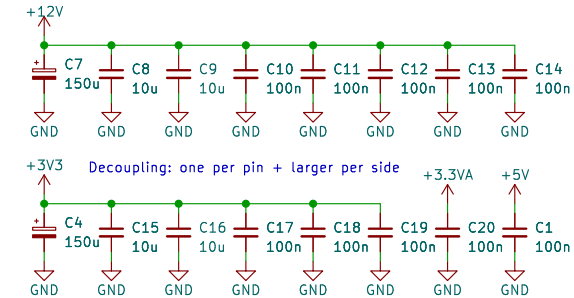 +12V
C7 C8 C9 C10 C11 C12 C13 C14
150u 10u 10u 100n 100n 100n 100n 100n
GND GND GND GND GND GND GND GND
+3V3 Decoupling: one per pin + larger per side +3.3VA +5V
C4 C15 C16 C17 C18 C19 C20 C1
150u 10u 10u 100n 100n 100n 100n 100n
GND GND GND GND GND GND GND GND